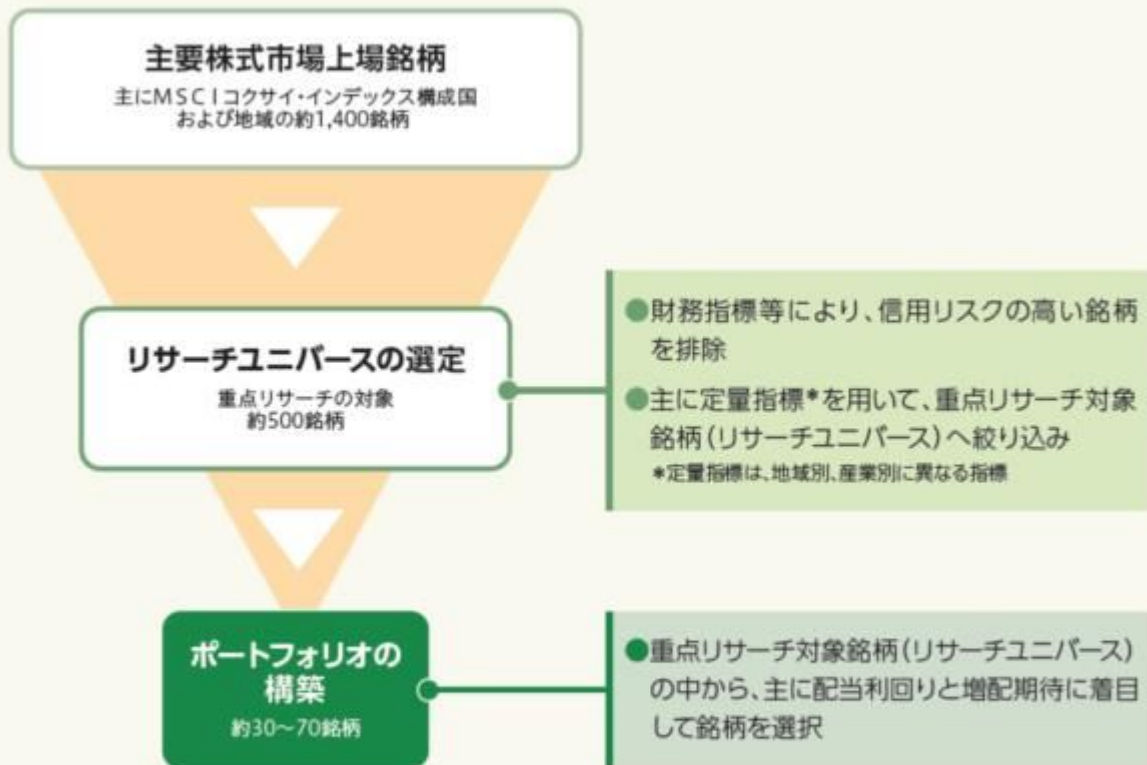 主要株式市場上場銘柄
主にMSCIコクサイ・インデックス構成国
および地域の約1,400銘柄
リサーチユニバースの選定
重点リサーチの対象
約500銘柄
●財務指標等により、信用リスクの高い銘柄
を排除
●主に定量指標*を用いて、重点リサーチ対象
銘柄(リサーチユニバース)へ絞り込み
*定量指標は、地域別、産業別に異なる指標
ポートフォリオの
構築
約30〜70銘柄
●重点リサーチ対象銘柄(リサーチユニバース)
の中から、主に配当利回りと増配期待に着目
して銘柄を選択